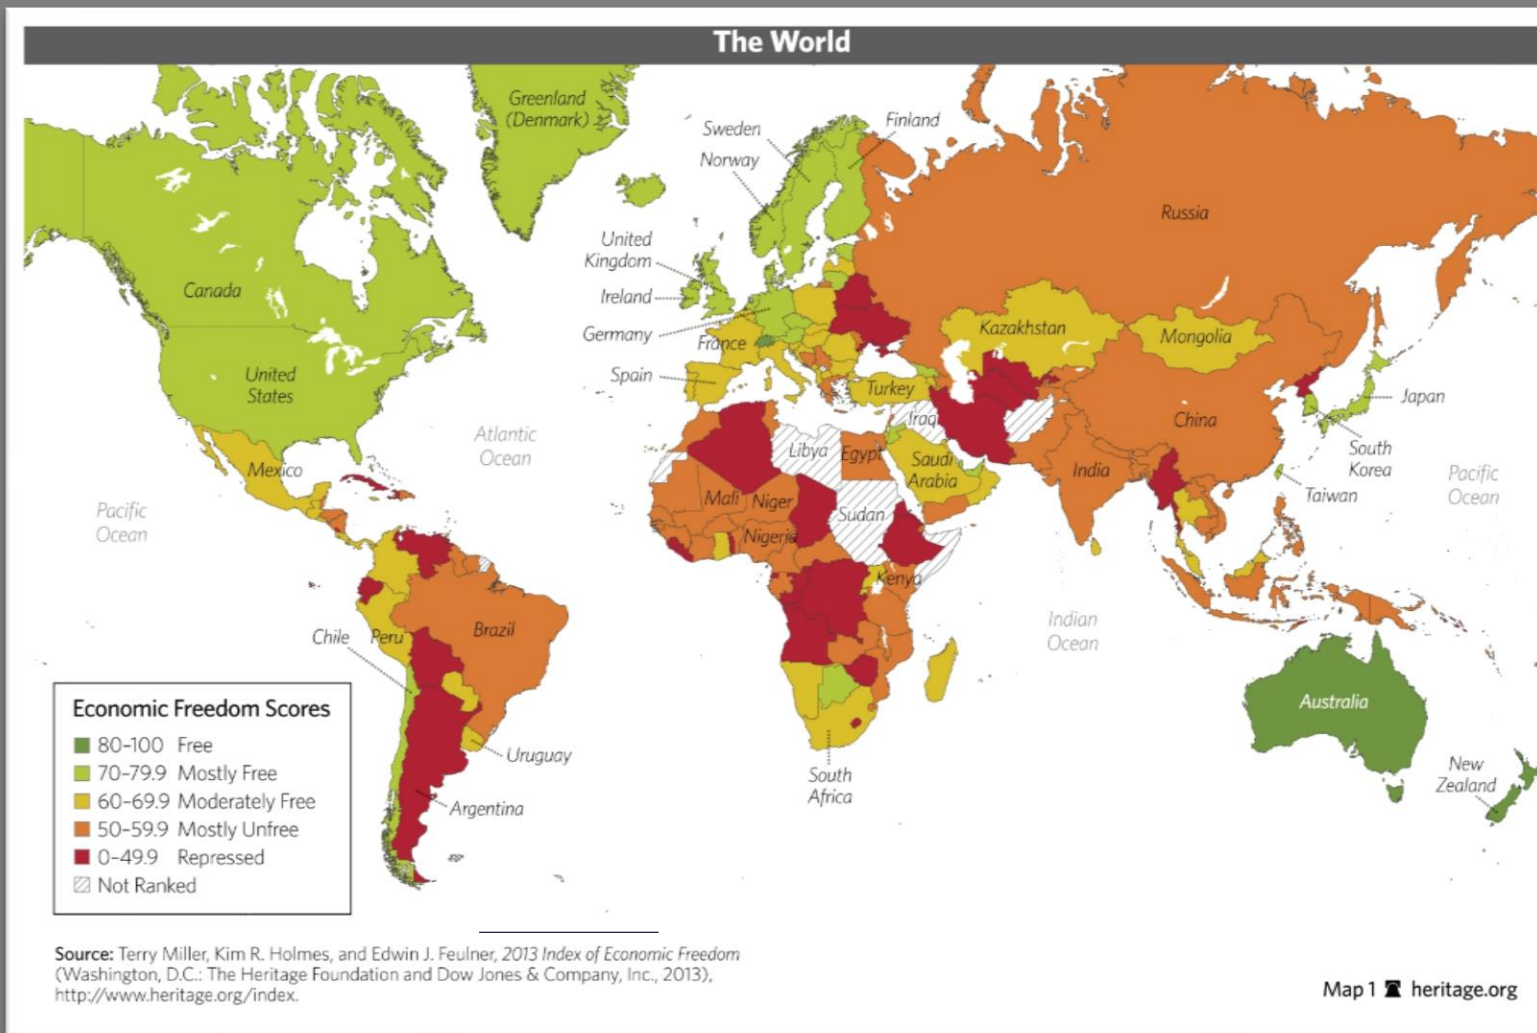 The World
Greenland
(Denmark)
Sweden
Finland
Norway
Russia
United
Kingdom
Canada
Ireland
Germany
Kazakhstan
Mongolia
France
United
States
Spain
Turkey
Iraq
Japan
China
Atlantic
Ocean
Mexico
Libya
Egypt
Saudi
Arabia
India
South
Korea
Pacific
Ocean
Taiwan
Pacific
Ocean
Mali
Niger
Sudan
Nigeria
Kenya
Indian
Ocean
Chile
Peru
Brazil
Australia
Uruguay
New
Zealand
South
Africa
Argentina
Economic Freedom Scores
80–100 Free
70–79.9 Mostly Free
60–69.9 Moderately Free
50–59.9 Mostly Unfree
0–49.9 Repressed
Not Ranked
Source: Terry Miller, Kim R. Holmes, and Edwin J. Feulner, 2013 Index of Economic Freedom
(Washington, D.C.: The Heritage Foundation and Dow Jones & Company, Inc., 2013),
http://www.heritage.org/index.
Map 1 heritage.org